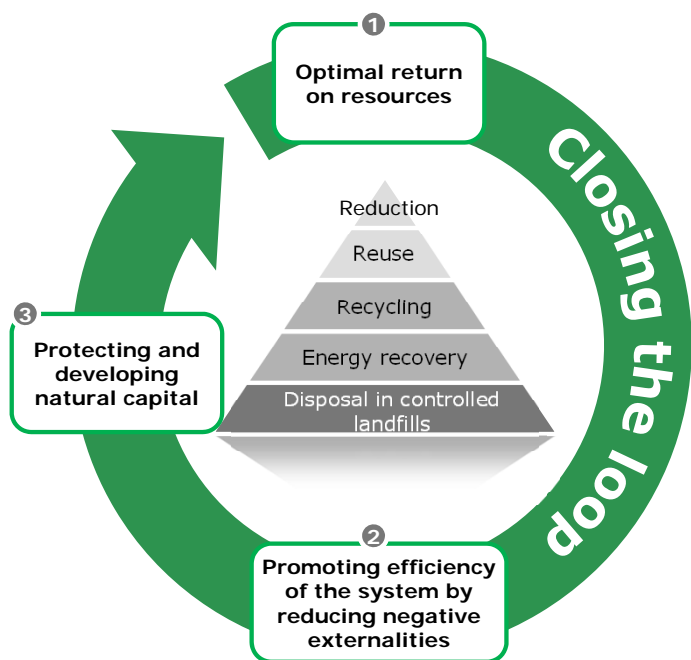 1
Optimal return
on resources
Closing the loop
Reduction
Reuse
Recycling
Energy recovery
Disposal in controlled
landfills
3
Protecting and
developing
natural capital
2
Promoting efficiency
of the system by
reducing negative
externalities